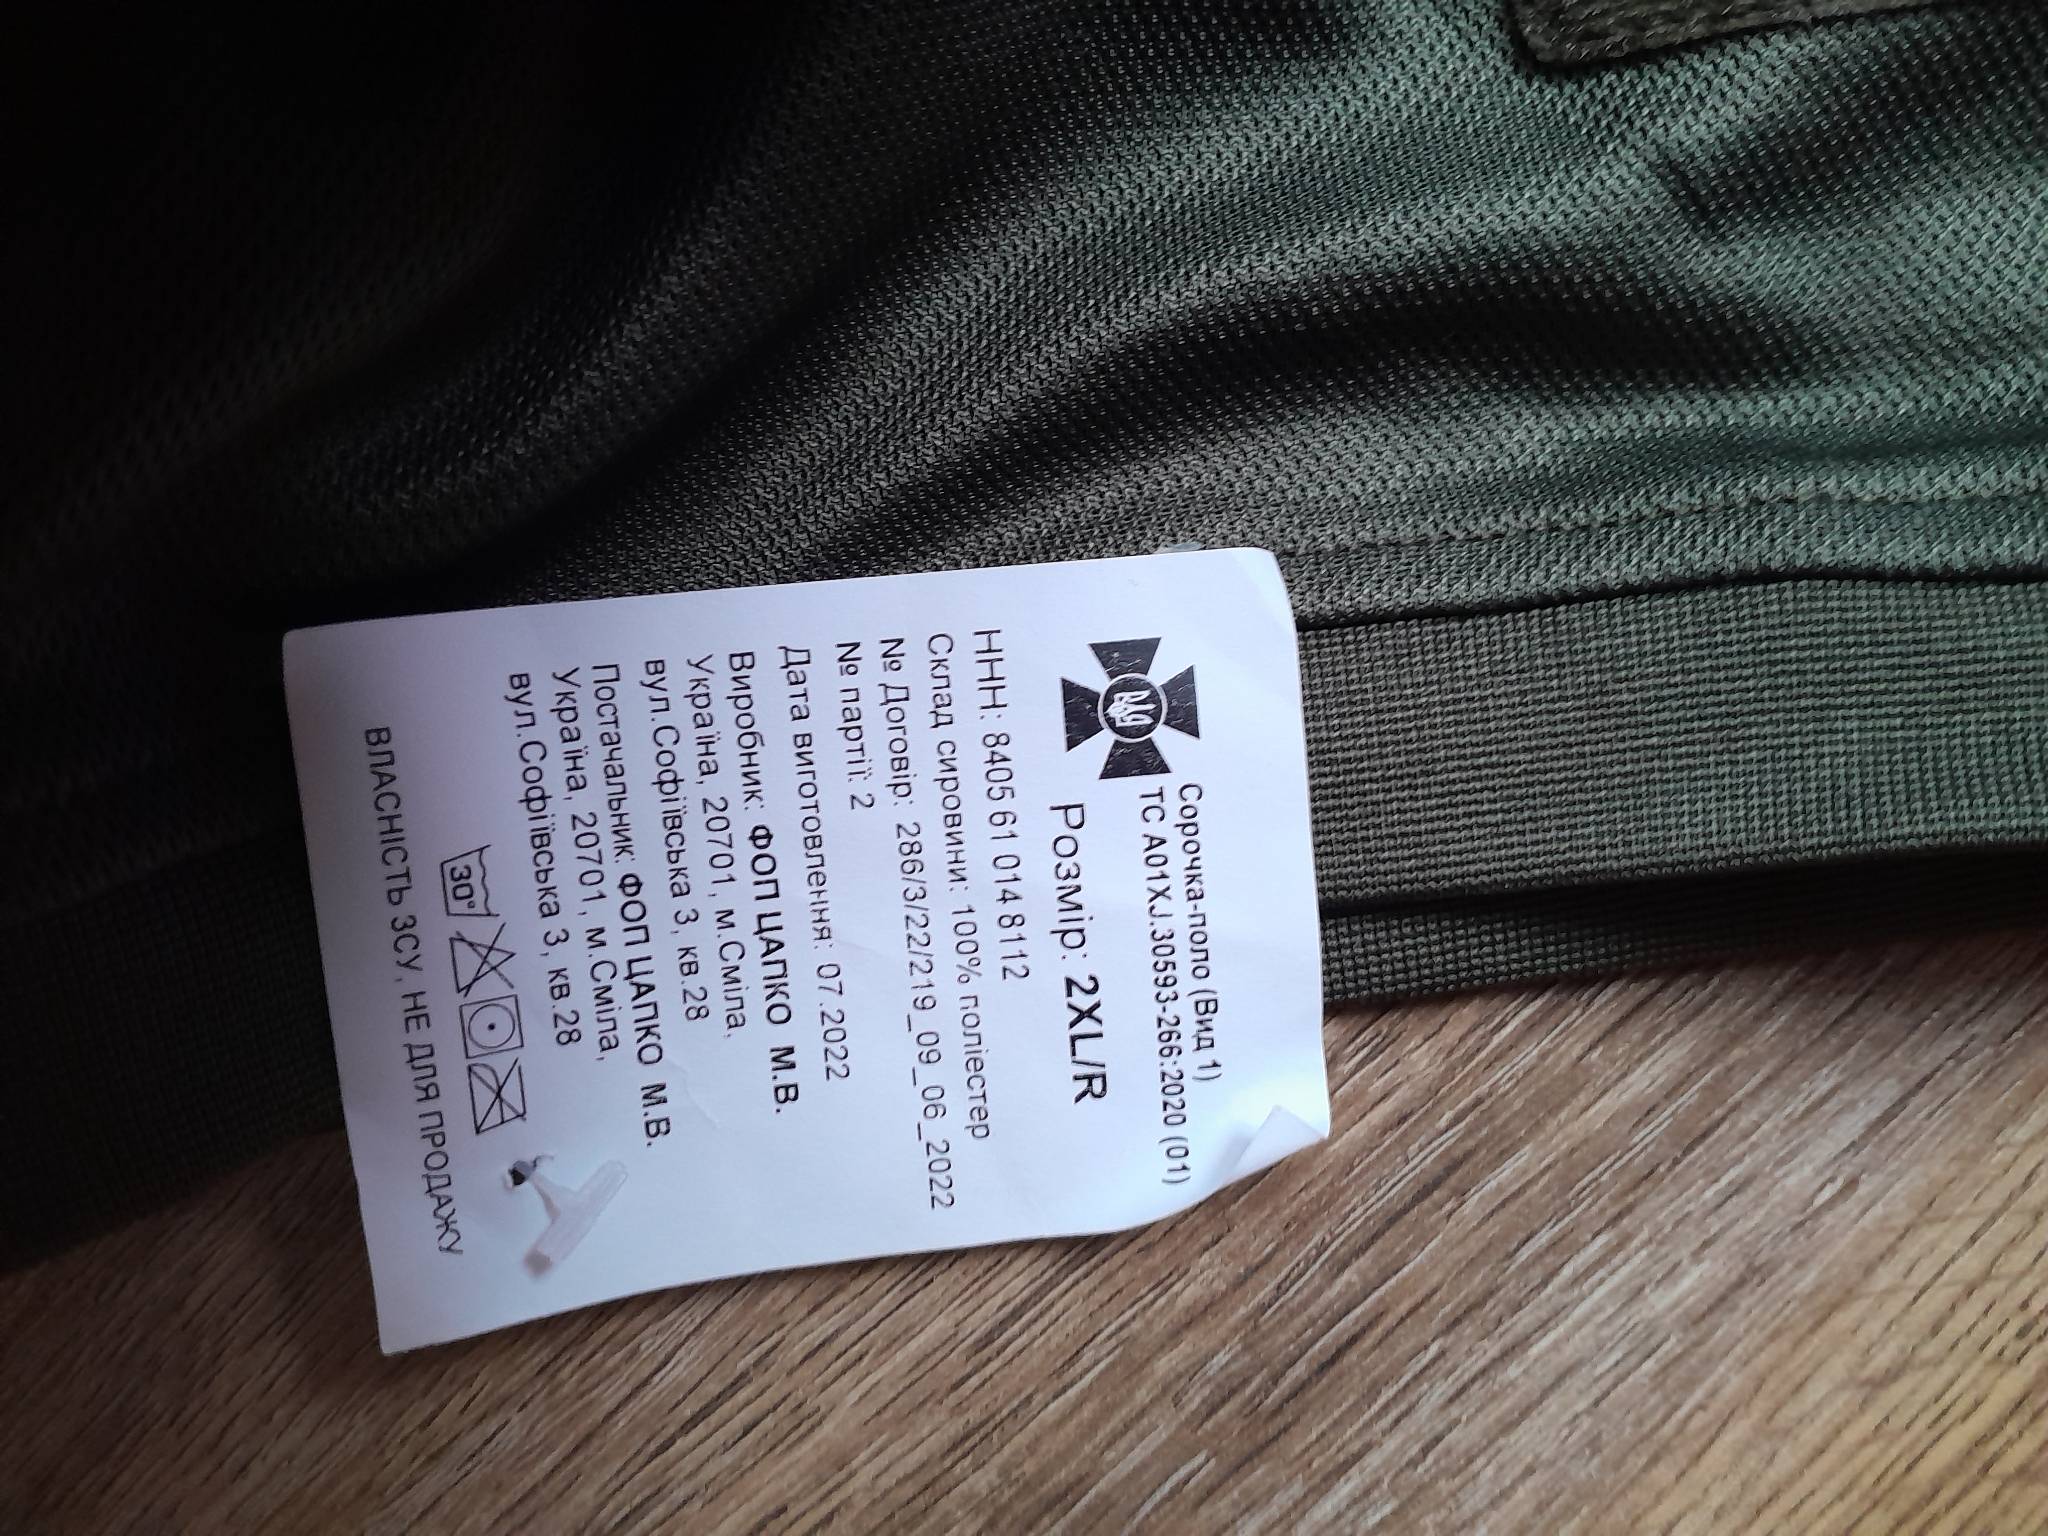 Сорочка-поло (Вид 1)
ТС А01XJ.30593-266:2020 (01)
Розмір: 2XL/R
ННН: 8405 61 014 8112
Склад сировини: 100% поліестер
№ Договір: 286/3/22/219_09_06_2022
№ партії: 2
Дата виготовлення: 07.2022
Виробник: ФОП ЦАПКО М.В.
Україна, 20701, м.Сміла,
вул.Софіївська 3, кв.28
Постачальник: ФОП ЦАПКО М.В.
Україна, 20701, м.Сміла,
вул.Софіївська 3, кв.28
30°
ВЛАСНІСТЬ ЗСУ, НЕ ДЛЯ ПРОДАЖУ